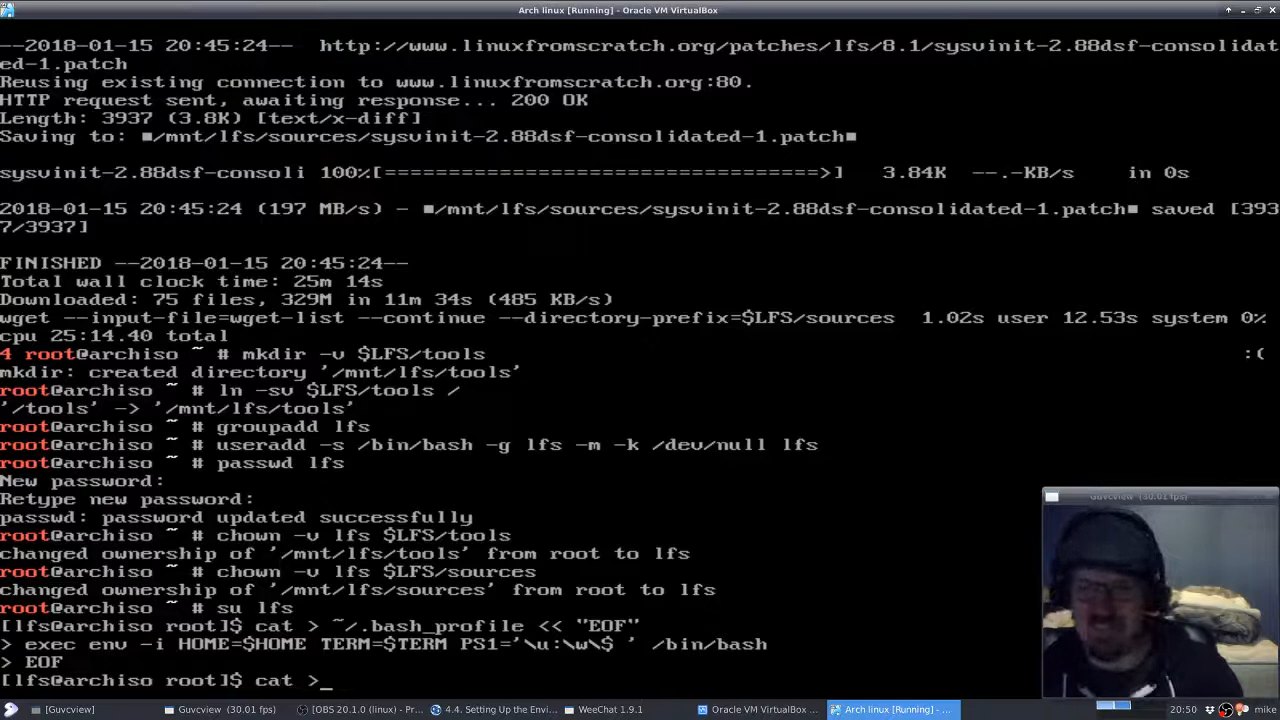 Arch linux [Running] - Oracle VM VirtualBox
--2018-01-15 20:45:24--  http://www.linuxfromscratch.org/patches/lfs/8.1/sysvinit-2.88dsf-consolidat
ed-1.patch
Reusing existing connection to www.linuxfromscratch.org:80.
HTTP request sent, awaiting response... 200 OK
Length: 3937 (3.8K) [text/x-diff]
Saving to: ■/mnt/lfs/sources/sysvinit-2.88dsf-consolidated-1.patch■
sysvinit-2.88dsf-consoli 100%[===================================>]   3.84K  --.-KB/s    in 0s
2018-01-15 20:45:24 (197 MB/s) - ■/mnt/lfs/sources/sysvinit-2.88dsf-consolidated-1.patch■ saved [393
7/3937]
FINISHED --2018-01-15 20:45:24--
Total wall clock time: 25m 14s
Downloaded: 75 files, 329M in 11m 34s (485 KB/s)
wget --input-file=wget-list --continue --directory-prefix=$LFS/sources  1.02s user 12.53s system 0%
cpu 25:14.40 total
4 root@archiso ~ # mkdir -v $LFS/tools :(
mkdir: created directory '/mnt/lfs/tools'
root@archiso ~ # ln -sv $LFS/tools /
'/tools' -> '/mnt/lfs/tools'
root@archiso ~ # groupadd lfs
root@archiso ~ # useradd -s /bin/bash -g lfs -m -k /dev/null lfs
root@archiso ~ # passwd lfs
New password:
Retype new password:
passwd: password updated successfully
root@archiso ~ # chown -v lfs $LFS/tools
changed ownership of '/mnt/lfs/tools' from root to lfs
root@archiso ~ # chown -v lfs $LFS/sources
changed ownership of '/mnt/lfs/sources' from root to lfs
root@archiso ~ # su lfs
[lfs@archiso root]$ cat > ~/.bash_profile << "EOF"
> exec env -i HOME=$HOME TERM=$TERM PS1='\u:\w\$ ' /bin/bash
> EOF
[lfs@archiso root]$ cat >_
Guvcview (30.01 fps)
[Guvcview]
Guvcview (30.01 fps)
[OBS 20.1.0 (linux) - Pr...
4.4. Setting Up the Envi...
WeeChat 1.9.1
Oracle VM VirtualBox ...
Arch linux [Running] - ...
20:50
mike